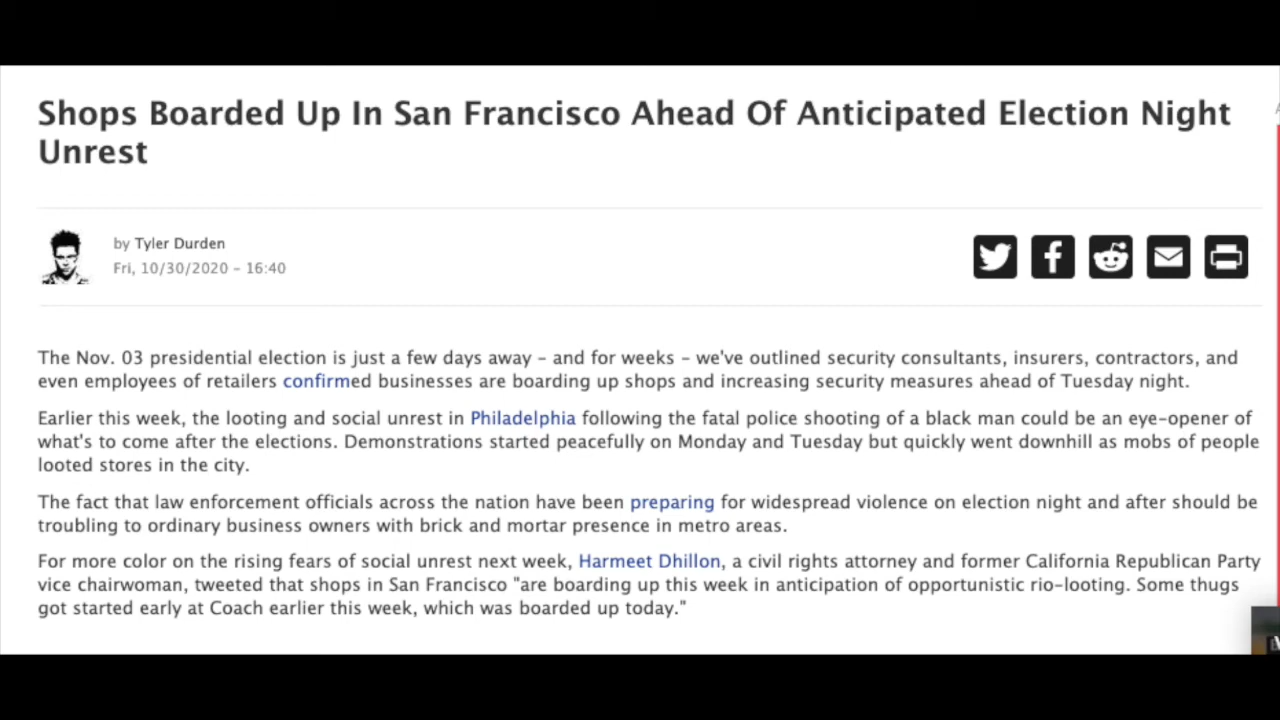 Shops Boarded Up In San Francisco Ahead Of Anticipated Election Night
Unrest
by Tyler Durden
Fri, 10/30/2020 - 16:40
The Nov. 03 presidential election is just a few days away – and for weeks – we've outlined security consultants, insurers, contractors, and
even employees of retailers confirmed businesses are boarding up shops and increasing security measures ahead of Tuesday night.
Earlier this week, the looting and social unrest in Philadelphia following the fatal police shooting of a black man could be an eye-opener of
what's to come after the elections. Demonstrations started peacefully on Monday and Tuesday but quickly went downhill as mobs of people
looted stores in the city.
The fact that law enforcement officials across the nation have been preparing for widespread violence on election night and after should be
troubling to ordinary business owners with brick and mortar presence in metro areas.
For more color on the rising fears of social unrest next week, Harmeet Dhillon, a civil rights attorney and former California Republican Party
vice chairwoman, tweeted that shops in San Francisco "are boarding up this week in anticipation of opportunistic rio-looting. Some thugs
got started early at Coach earlier this week, which was boarded up today."